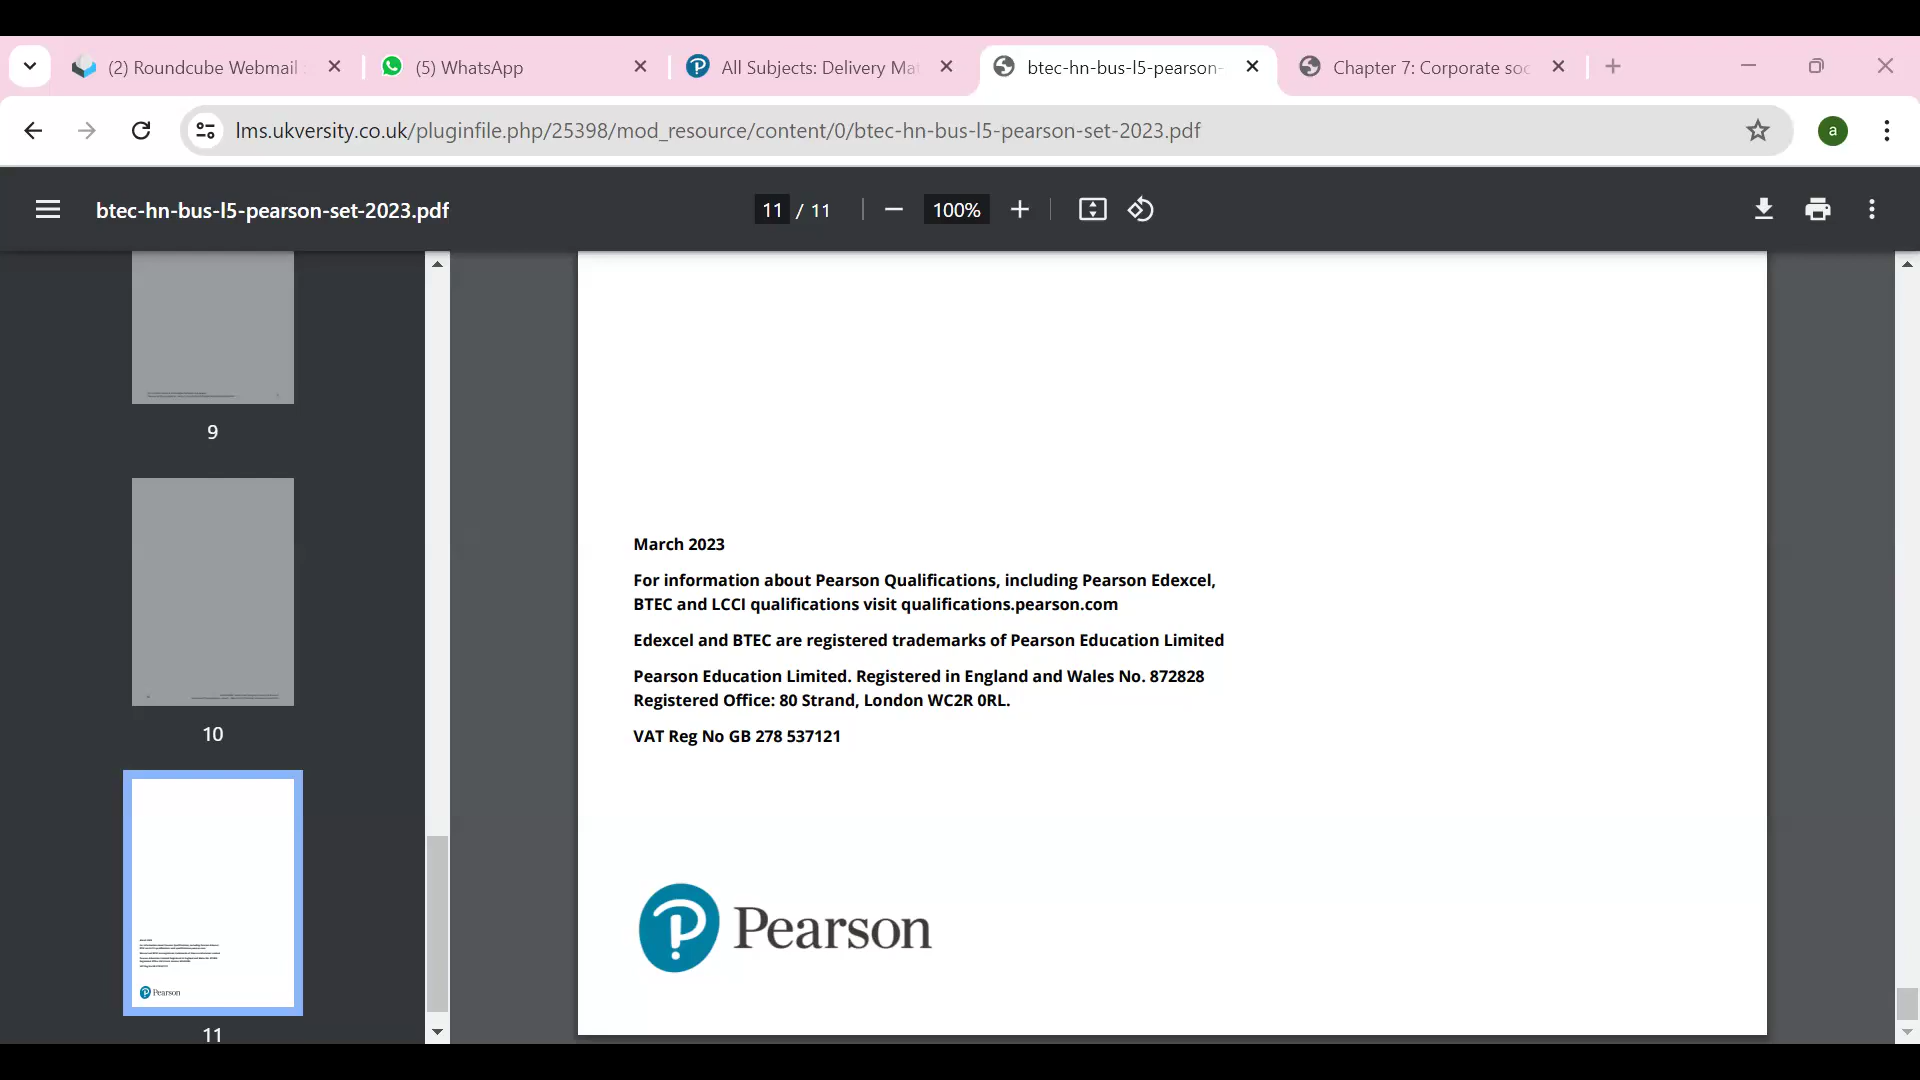 (2) Roundcube Webmail
(5) WhatsApp
All Subjects: Delivery Ma
btec-hn-bus-l5-pearson-
Chapter 7: Corporate soc
lms.ukversity.co.uk/pluginfile.php/25398/mod_resource/content/0/btec-hn-bus-l5-pearson-set-2023.pdf
a
btec-hn-bus-l5-pearson-set-2023.pdf
11 / 11
100%
9
10
11
March 2023
For information about Pearson Qualifications, including Pearson Edexcel,
BTEC and LCCI qualifications visit qualifications.pearson.com
Edexcel and BTEC are registered trademarks of Pearson Education Limited
Pearson Education Limited. Registered in England and Wales No. 872828
Registered Office: 80 Strand, London WC2R 0RL.
VAT Reg No GB 278 537121
Pearson
Pearson